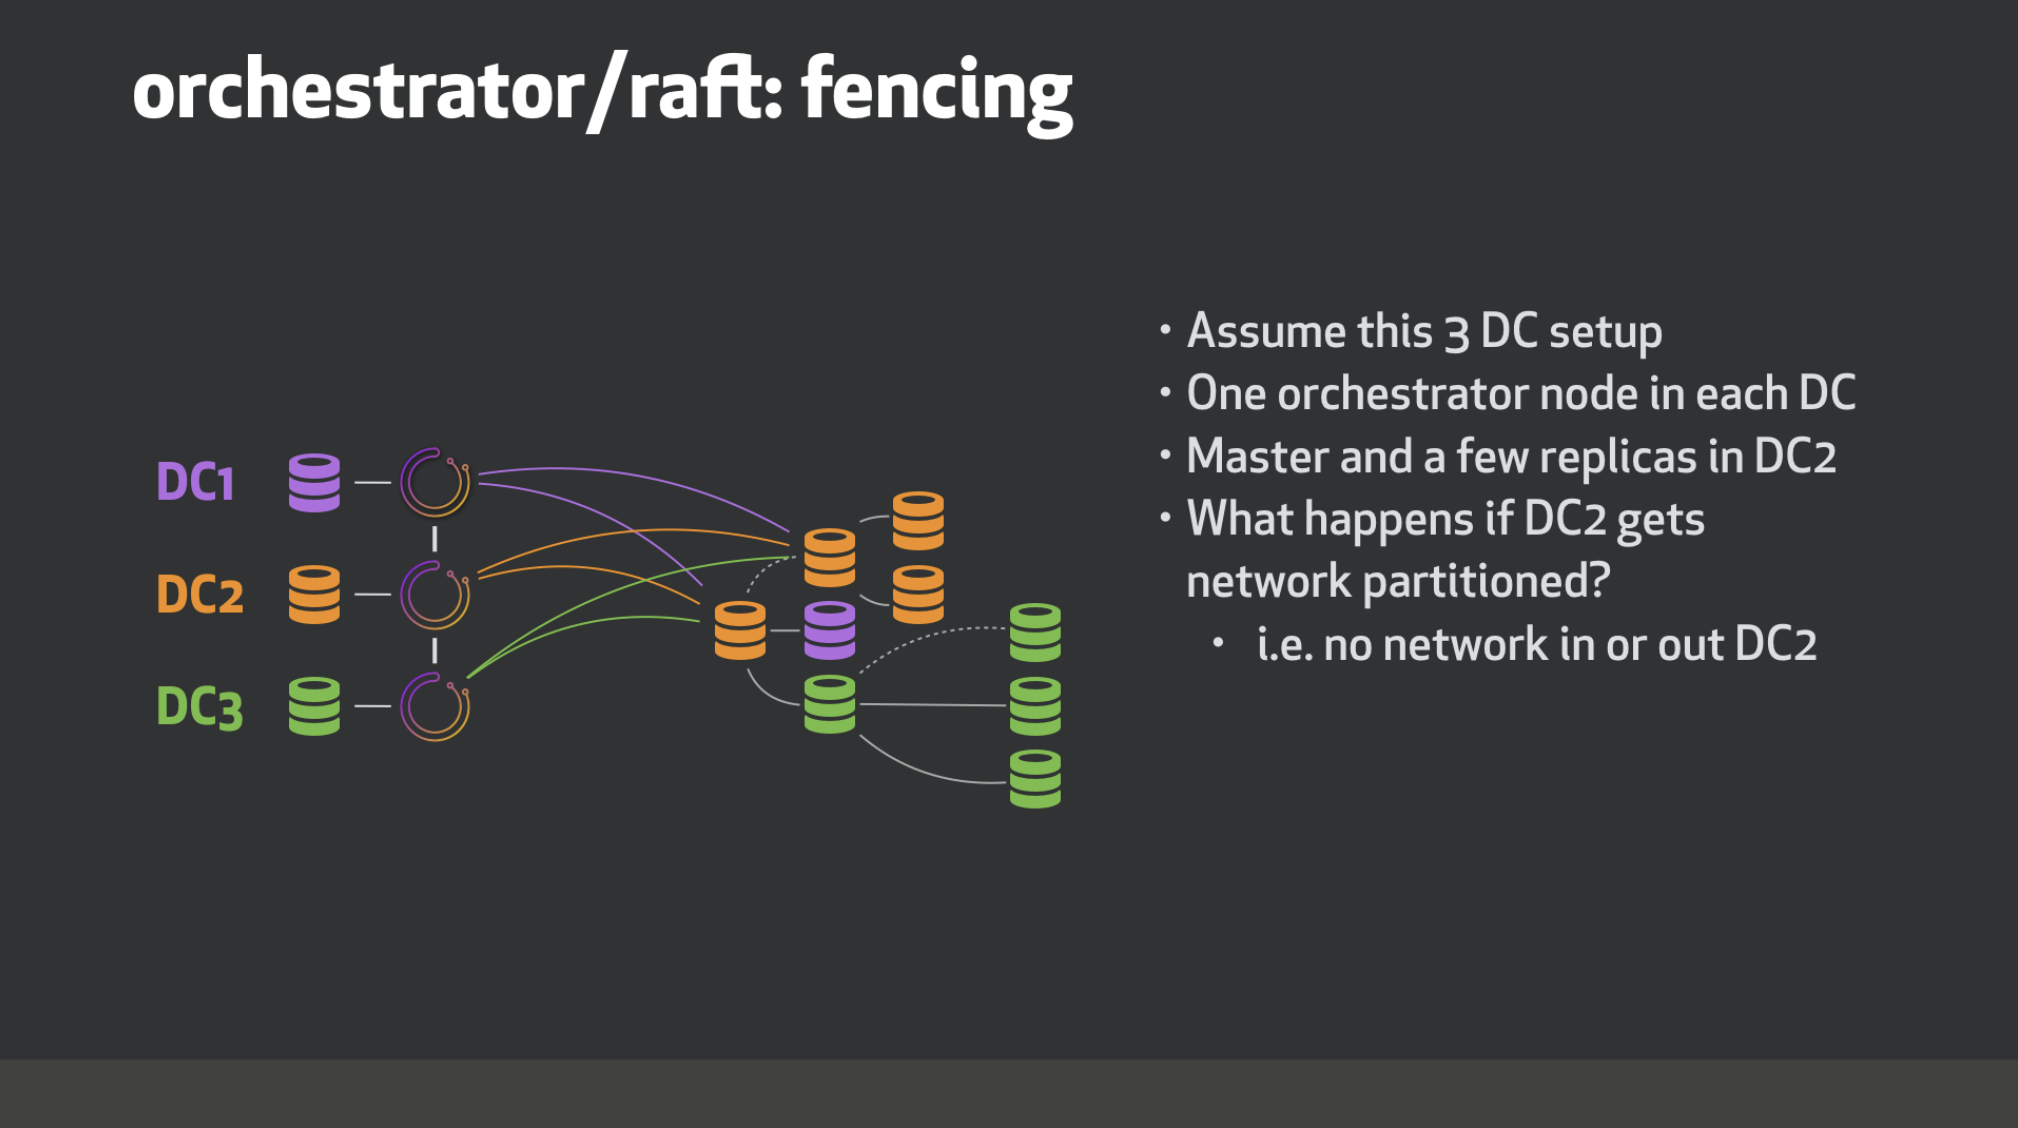 orchestrator/raft: fencing
DC1
DC2
DC3
• Assume this 3 DC setup
• One orchestrator node in each DC
• Master and a few replicas in DC2
• What happens if DC2 gets
network partitioned?
• i.e. no network in or out DC2